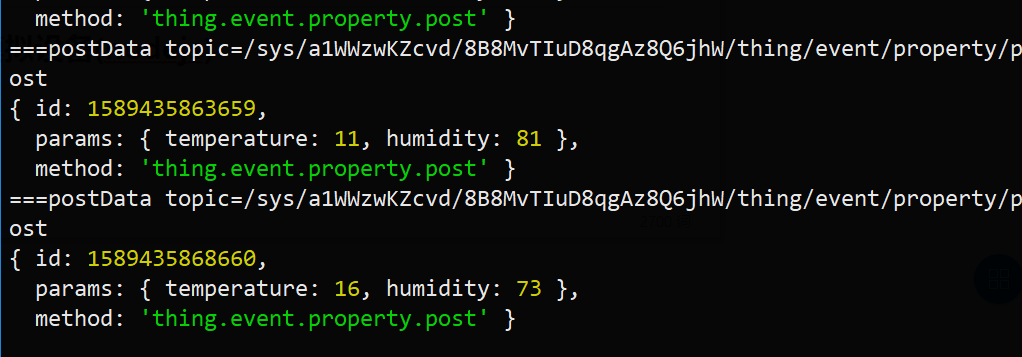 method: 'thing.event.property.post' }
===postData topic=/sys/a1WWzwKZcvd/8B8MvTIuD8qgAz8Q6jhW/thing/event/property/p
ost
{ id: 1589435863659,
  params: { temperature: 11, humidity: 81 },
  method: 'thing.event.property.post' }
===postData topic=/sys/a1WWzwKZcvd/8B8MvTIuD8qgAz8Q6jhW/thing/event/property/p
ost
{ id: 1589435868660,
  params: { temperature: 16, humidity: 73 },
  method: 'thing.event.property.post' }